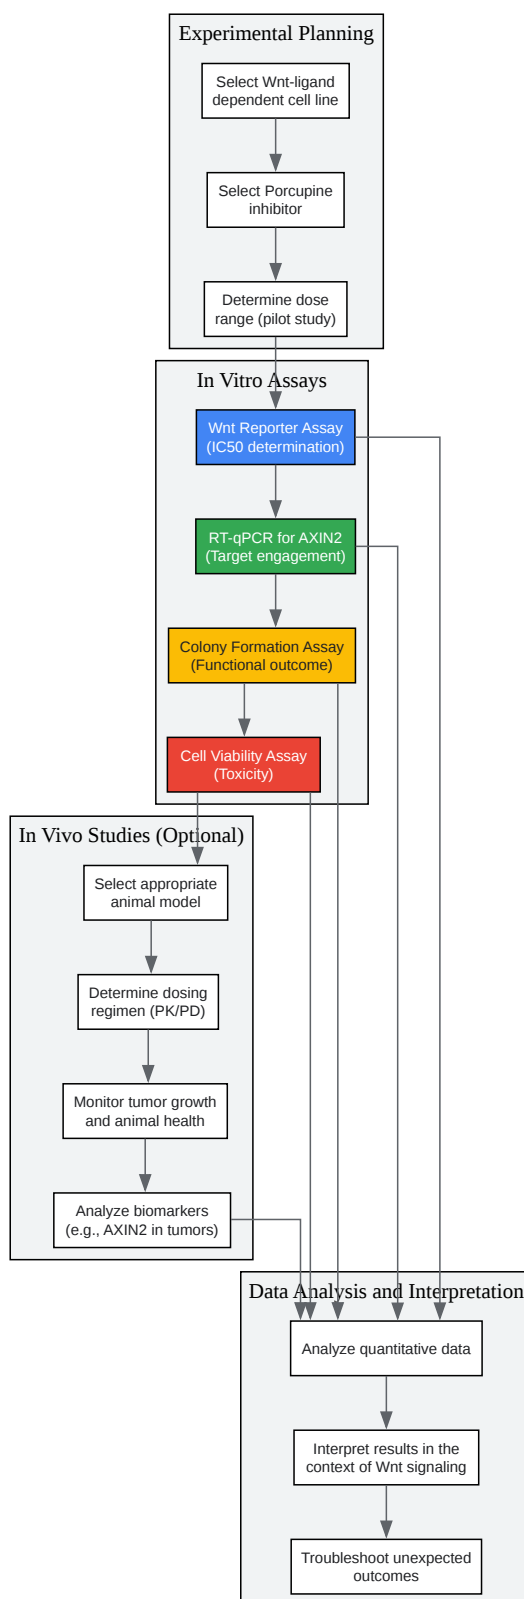 Experimental Planning
Select Wnt-ligand
dependent cell line
Select Porcupine
inhibitor
Determine dose
range (pilot study)
In Vitro Assays
Wnt Reporter Assay
(IC50 determination)
RT-qPCR for AXIN2
(Target engagement)
Colony Formation Assay
(Functional outcome)
Cell Viability Assay
(Toxicity)
In Vivo Studies (Optional)
Select appropriate
animal model
Determine dosing
regimen (PK/PD)
Monitor tumor growth
and animal health
Analyze biomarkers
(e.g., AXIN2 in tumors)
Data Analysis and Interpretation
Analyze quantitative data
Interpret results in the
context of Wnt signaling
Troubleshoot unexpected
outcomes